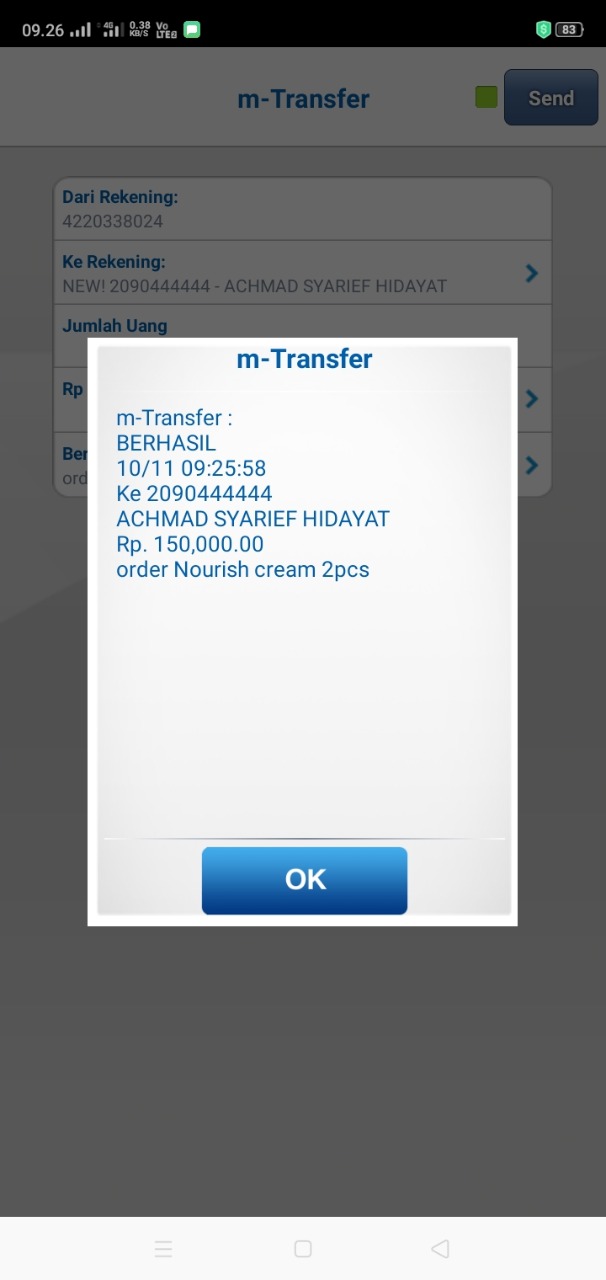 09.26 4G 0.38 KB/S Vo LTE2 83
m-Transfer
Send
Dari Rekening:
4220338024
Ke Rekening:
NEW! 2090444444 - ACHMAD SYARIEF HIDAYAT
Jumlah Uang
Rp
Ber
ord
m-Transfer
m-Transfer :
BERHASIL
10/11 09:25:58
Ke 2090444444
ACHMAD SYARIEF HIDAYAT
Rp. 150,000.00
order Nourish cream 2pcs
OK